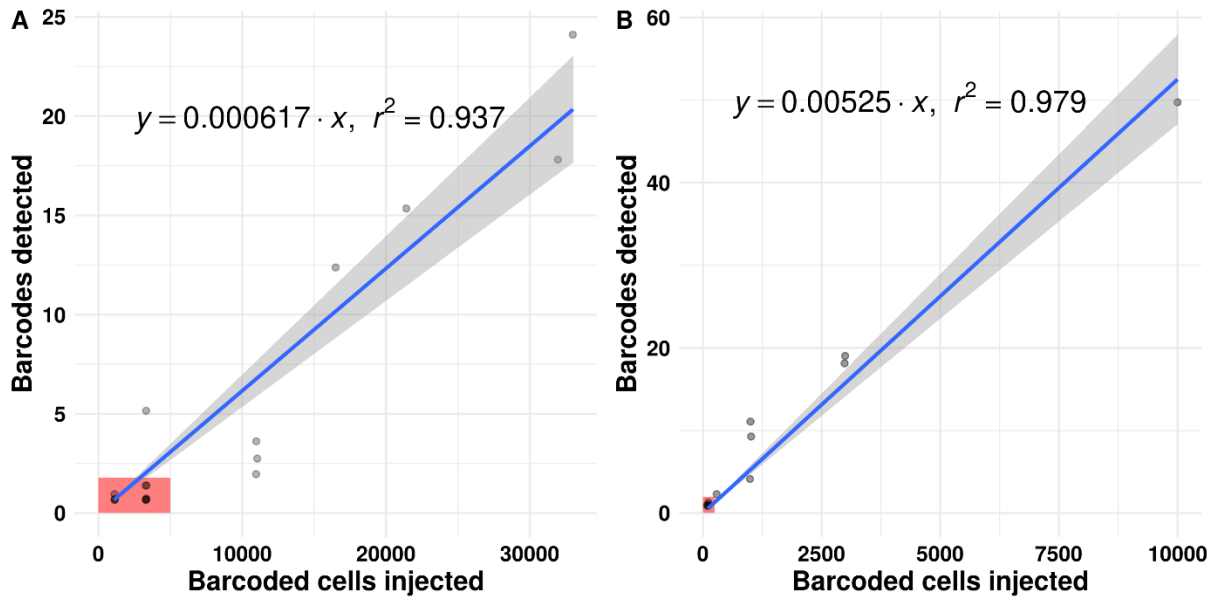 A
25
20
15
10
5
0
y = 0.000617 · x, r² = 0.937
Barcodes detected
0 10000 20000 30000
Barcoded cells injected
B
60
40
20
0
y = 0.00525 · x, r² = 0.979
Barcodes detected
0 2500 5000 7500 10000
Barcoded cells injected